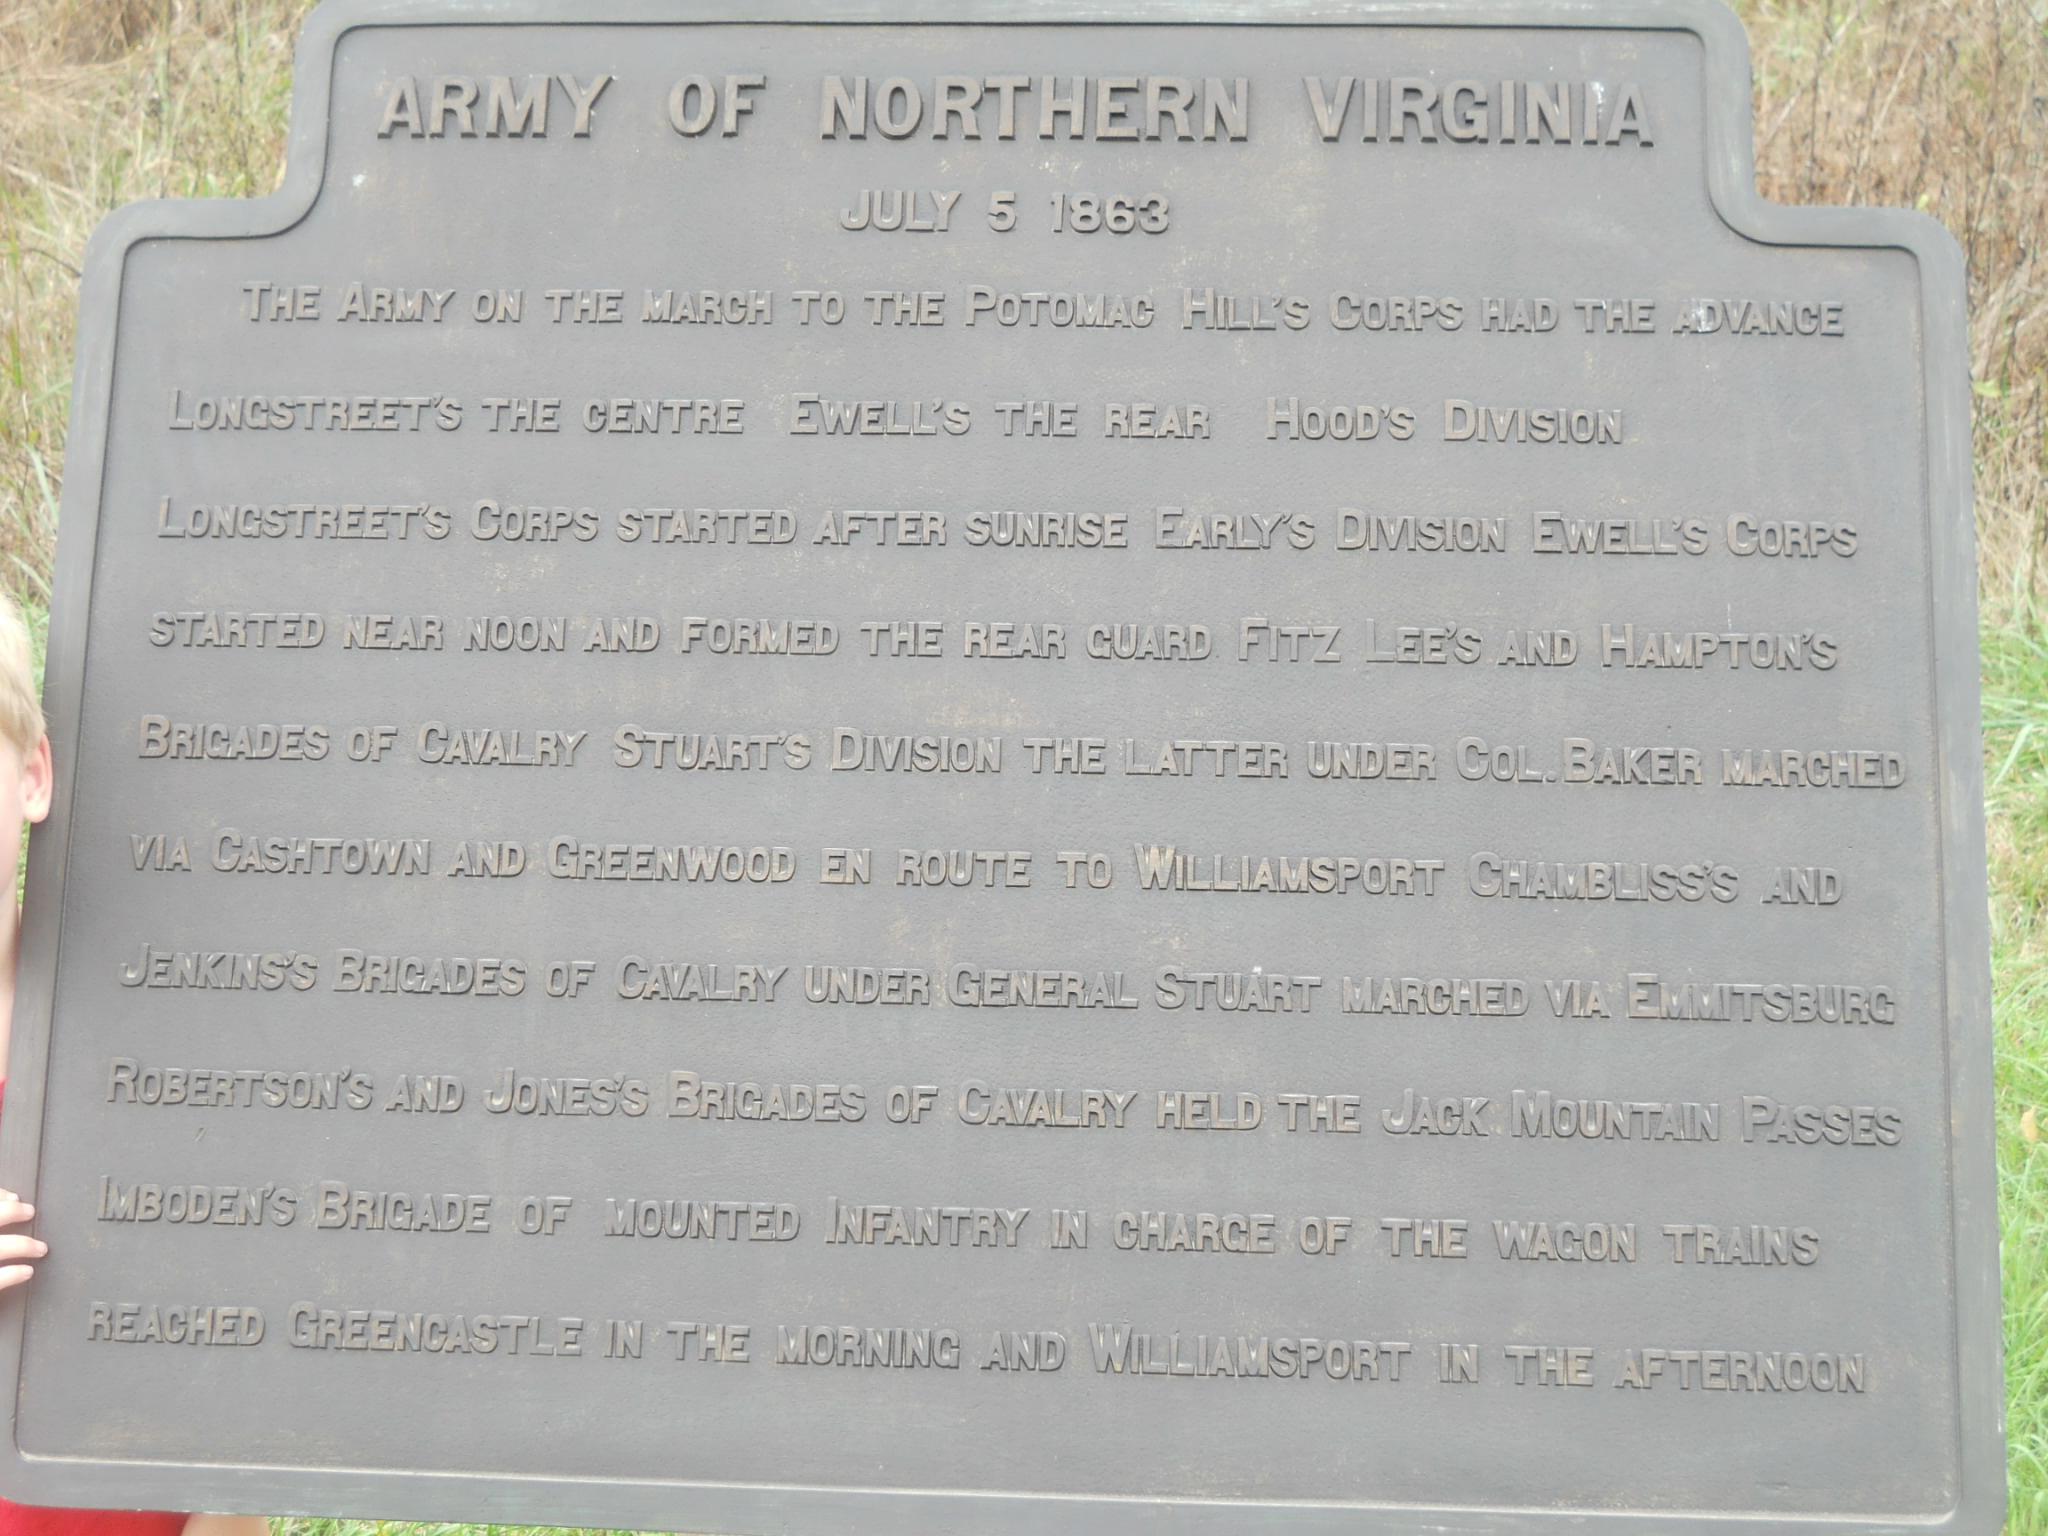 ARMY OF NORTHERN VIRGINIA
JULY 5 1863
THE ARMY ON THE MARCH TO THE POTOMAC HILL'S CORPS HAD THE ADVANCE
LONGSTREET'S THE CENTRE EWELL'S THE REAR HOOD'S DIVISION
LONGSTREET'S CORPS STARTED AFTER SUNRISE EARLY'S DIVISION EWELL'S CORPS
STARTED NEAR NOON AND FORMED THE REAR GUARD FITZ LEE'S AND HAMPTON'S
BRIGADES OF CAVALRY STUART'S DIVISION THE LATTER UNDER COL. BAKER MARCHED
VIA CASHTOWN AND GREENWOOD EN ROUTE TO WILLIAMSPORT CHAMBLISS'S AND
JENKINS'S BRIGADES OF CAVALRY UNDER GENERAL STUART MARCHED VIA EMMITSBURG
ROBERTSON'S AND JONES'S BRIGADES OF CAVALRY HELD THE JACK MOUNTAIN PASSES
IMBODEN'S BRIGADE OF MOUNTED INFANTRY IN CHARGE OF THE WAGON TRAINS
REACHED GREENCASTLE IN THE MORNING AND WILLIAMSPORT IN THE AFTERNOON